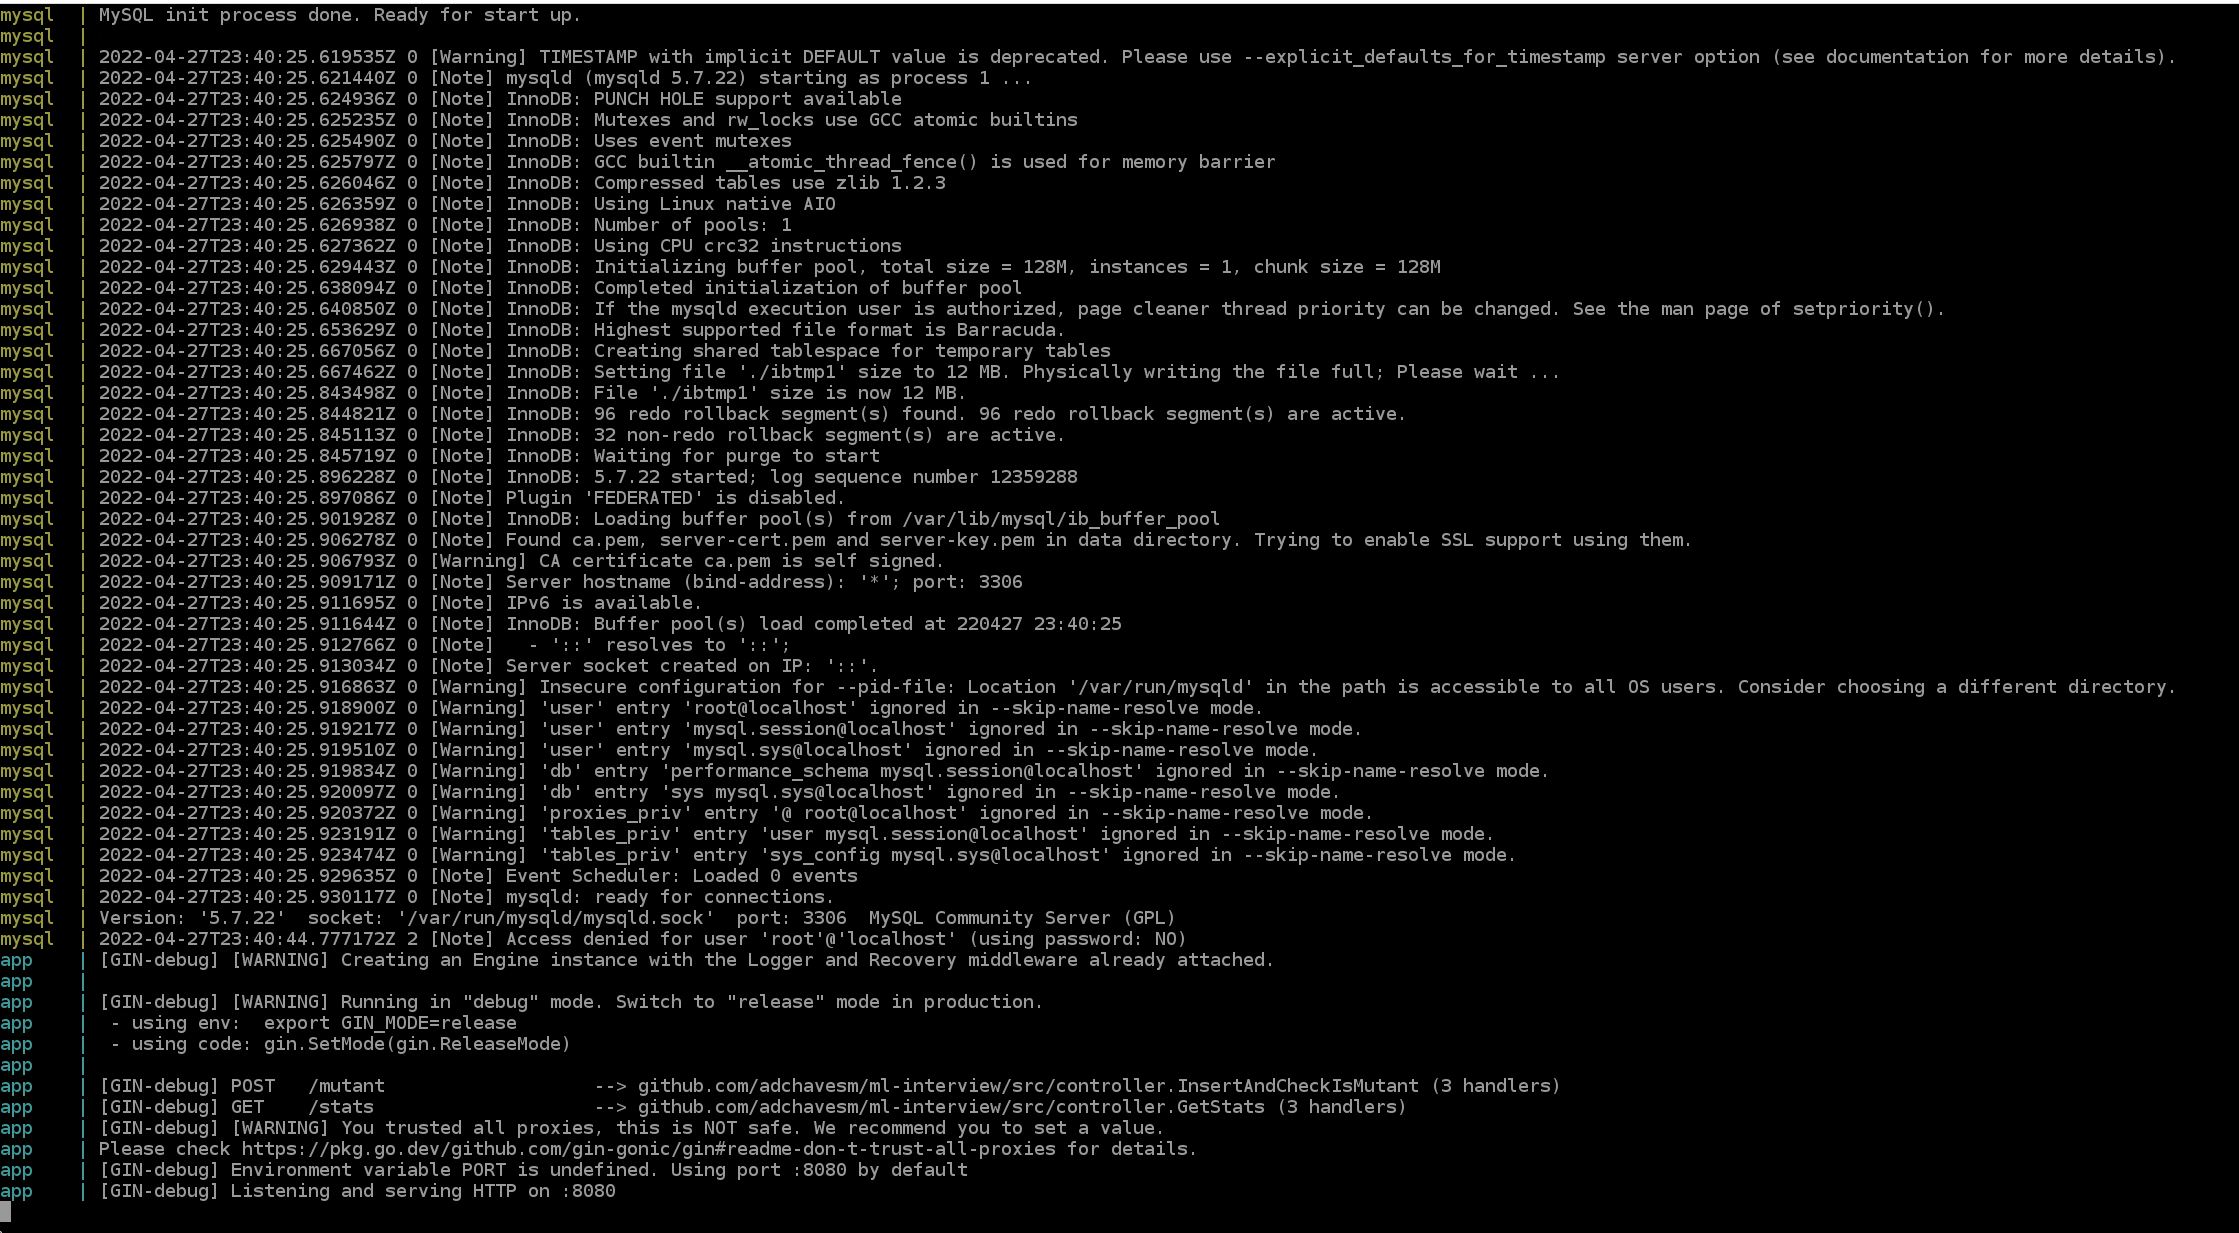 mysql  | MySQL init process done. Ready for start up.
mysql  |
mysql  | 2022-04-27T23:40:25.619535Z 0 [Warning] TIMESTAMP with implicit DEFAULT value is deprecated. Please use --explicit_defaults_for_timestamp server option (see documentation for more details).
mysql  | 2022-04-27T23:40:25.621440Z 0 [Note] mysqld (mysqld 5.7.22) starting as process 1 ...
mysql  | 2022-04-27T23:40:25.624936Z 0 [Note] InnoDB: PUNCH HOLE support available
mysql  | 2022-04-27T23:40:25.625235Z 0 [Note] InnoDB: Mutexes and rw_locks use GCC atomic builtins
mysql  | 2022-04-27T23:40:25.625490Z 0 [Note] InnoDB: Uses event mutexes
mysql  | 2022-04-27T23:40:25.625797Z 0 [Note] InnoDB: GCC builtin __atomic_thread_fence() is used for memory barrier
mysql  | 2022-04-27T23:40:25.626046Z 0 [Note] InnoDB: Compressed tables use zlib 1.2.3
mysql  | 2022-04-27T23:40:25.626359Z 0 [Note] InnoDB: Using Linux native AIO
mysql  | 2022-04-27T23:40:25.626938Z 0 [Note] InnoDB: Number of pools: 1
mysql  | 2022-04-27T23:40:25.627362Z 0 [Note] InnoDB: Using CPU crc32 instructions
mysql  | 2022-04-27T23:40:25.629443Z 0 [Note] InnoDB: Initializing buffer pool, total size = 128M, instances = 1, chunk size = 128M
mysql  | 2022-04-27T23:40:25.638094Z 0 [Note] InnoDB: Completed initialization of buffer pool
mysql  | 2022-04-27T23:40:25.640850Z 0 [Note] InnoDB: If the mysqld execution user is authorized, page cleaner thread priority can be changed. See the man page of setpriority().
mysql  | 2022-04-27T23:40:25.653629Z 0 [Note] InnoDB: Highest supported file format is Barracuda.
mysql  | 2022-04-27T23:40:25.667056Z 0 [Note] InnoDB: Creating shared tablespace for temporary tables
mysql  | 2022-04-27T23:40:25.667462Z 0 [Note] InnoDB: Setting file './ibtmp1' size to 12 MB. Physically writing the file full; Please wait ...
mysql  | 2022-04-27T23:40:25.843498Z 0 [Note] InnoDB: File './ibtmp1' size is now 12 MB.
mysql  | 2022-04-27T23:40:25.844821Z 0 [Note] InnoDB: 96 redo rollback segment(s) found. 96 redo rollback segment(s) are active.
mysql  | 2022-04-27T23:40:25.845113Z 0 [Note] InnoDB: 32 non-redo rollback segment(s) are active.
mysql  | 2022-04-27T23:40:25.845719Z 0 [Note] InnoDB: Waiting for purge to start
mysql  | 2022-04-27T23:40:25.896228Z 0 [Note] InnoDB: 5.7.22 started; log sequence number 12359288
mysql  | 2022-04-27T23:40:25.897086Z 0 [Note] Plugin 'FEDERATED' is disabled.
mysql  | 2022-04-27T23:40:25.901928Z 0 [Note] InnoDB: Loading buffer pool(s) from /var/lib/mysql/ib_buffer_pool
mysql  | 2022-04-27T23:40:25.906278Z 0 [Note] Found ca.pem, server-cert.pem and server-key.pem in data directory. Trying to enable SSL support using them.
mysql  | 2022-04-27T23:40:25.906793Z 0 [Warning] CA certificate ca.pem is self signed.
mysql  | 2022-04-27T23:40:25.909171Z 0 [Note] Server hostname (bind-address): '*'; port: 3306
mysql  | 2022-04-27T23:40:25.911695Z 0 [Note] IPv6 is available.
mysql  | 2022-04-27T23:40:25.911644Z 0 [Note] InnoDB: Buffer pool(s) load completed at 220427 23:40:25
mysql  | 2022-04-27T23:40:25.912766Z 0 [Note]   - '::' resolves to '::';
mysql  | 2022-04-27T23:40:25.913034Z 0 [Note] Server socket created on IP: '::'.
mysql  | 2022-04-27T23:40:25.916863Z 0 [Warning] Insecure configuration for --pid-file: Location '/var/run/mysqld' in the path is accessible to all OS users. Consider choosing a different directory.
mysql  | 2022-04-27T23:40:25.918900Z 0 [Warning] 'user' entry 'root@localhost' ignored in --skip-name-resolve mode.
mysql  | 2022-04-27T23:40:25.919217Z 0 [Warning] 'user' entry 'mysql.session@localhost' ignored in --skip-name-resolve mode.
mysql  | 2022-04-27T23:40:25.919510Z 0 [Warning] 'user' entry 'mysql.sys@localhost' ignored in --skip-name-resolve mode.
mysql  | 2022-04-27T23:40:25.919834Z 0 [Warning] 'db' entry 'performance_schema mysql.session@localhost' ignored in --skip-name-resolve mode.
mysql  | 2022-04-27T23:40:25.920097Z 0 [Warning] 'db' entry 'sys mysql.sys@localhost' ignored in --skip-name-resolve mode.
mysql  | 2022-04-27T23:40:25.920372Z 0 [Warning] 'proxies_priv' entry '@ root@localhost' ignored in --skip-name-resolve mode.
mysql  | 2022-04-27T23:40:25.923191Z 0 [Warning] 'tables_priv' entry 'user mysql.session@localhost' ignored in --skip-name-resolve mode.
mysql  | 2022-04-27T23:40:25.923474Z 0 [Warning] 'tables_priv' entry 'sys_config mysql.sys@localhost' ignored in --skip-name-resolve mode.
mysql  | 2022-04-27T23:40:25.929635Z 0 [Note] Event Scheduler: Loaded 0 events
mysql  | 2022-04-27T23:40:25.930117Z 0 [Note] mysqld: ready for connections.
mysql  | Version: '5.7.22'  socket: '/var/run/mysqld/mysqld.sock'  port: 3306  MySQL Community Server (GPL)
mysql  | 2022-04-27T23:40:44.777172Z 2 [Note] Access denied for user 'root'@'localhost' (using password: NO)
app    | [GIN-debug] [WARNING] Creating an Engine instance with the Logger and Recovery middleware already attached.
app    |
app    | [GIN-debug] [WARNING] Running in "debug" mode. Switch to "release" mode in production.
app    |  - using env:  export GIN_MODE=release
app    |  - using code: gin.SetMode(gin.ReleaseMode)
app    |
app    | [GIN-debug] POST   /mutant                   --> github.com/adchavesm/ml-interview/src/controller.InsertAndCheckIsMutant (3 handlers)
app    | [GIN-debug] GET    /stats                    --> github.com/adchavesm/ml-interview/src/controller.GetStats (3 handlers)
app    | [GIN-debug] [WARNING] You trusted all proxies, this is NOT safe. We recommend you to set a value.
app    | Please check https://pkg.go.dev/github.com/gin-gonic/gin#readme-don-t-trust-all-proxies for details.
app    | [GIN-debug] Environment variable PORT is undefined. Using port :8080 by default
app    | [GIN-debug] Listening and serving HTTP on :8080